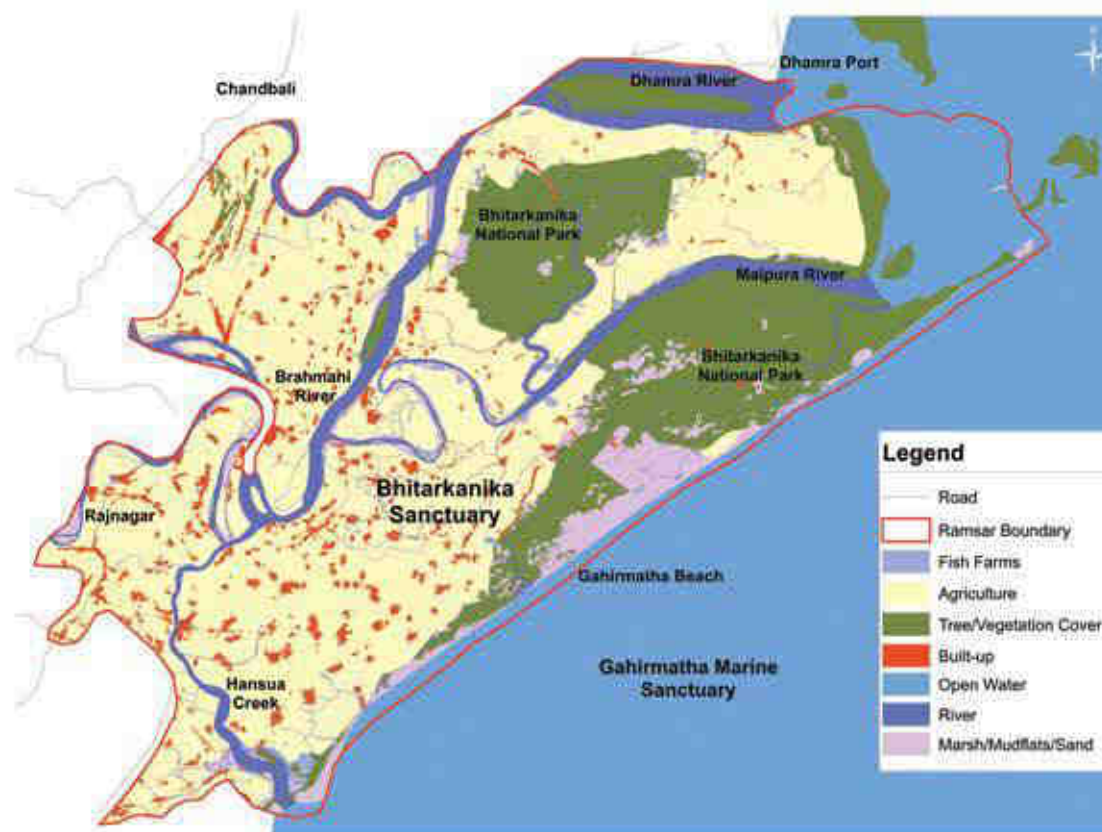 Dhamra Port
Dhamra River
Chandbali
Bhitarkanika
National Park
Maipura River
Bhitarkanika
National Park
Brahmahi
River
Bhitarkanika
Sanctuary
Rajnagar
Gahirmatha Beach
Gahirmatha Marine
Sanctuary
Hansua
Creek
Legend
Road
Ramsar Boundary
Fish Farms
Agriculture
Tree/Vegetation Cover
Built-up
Open Water
River
Marsh/Mudflats/Sand